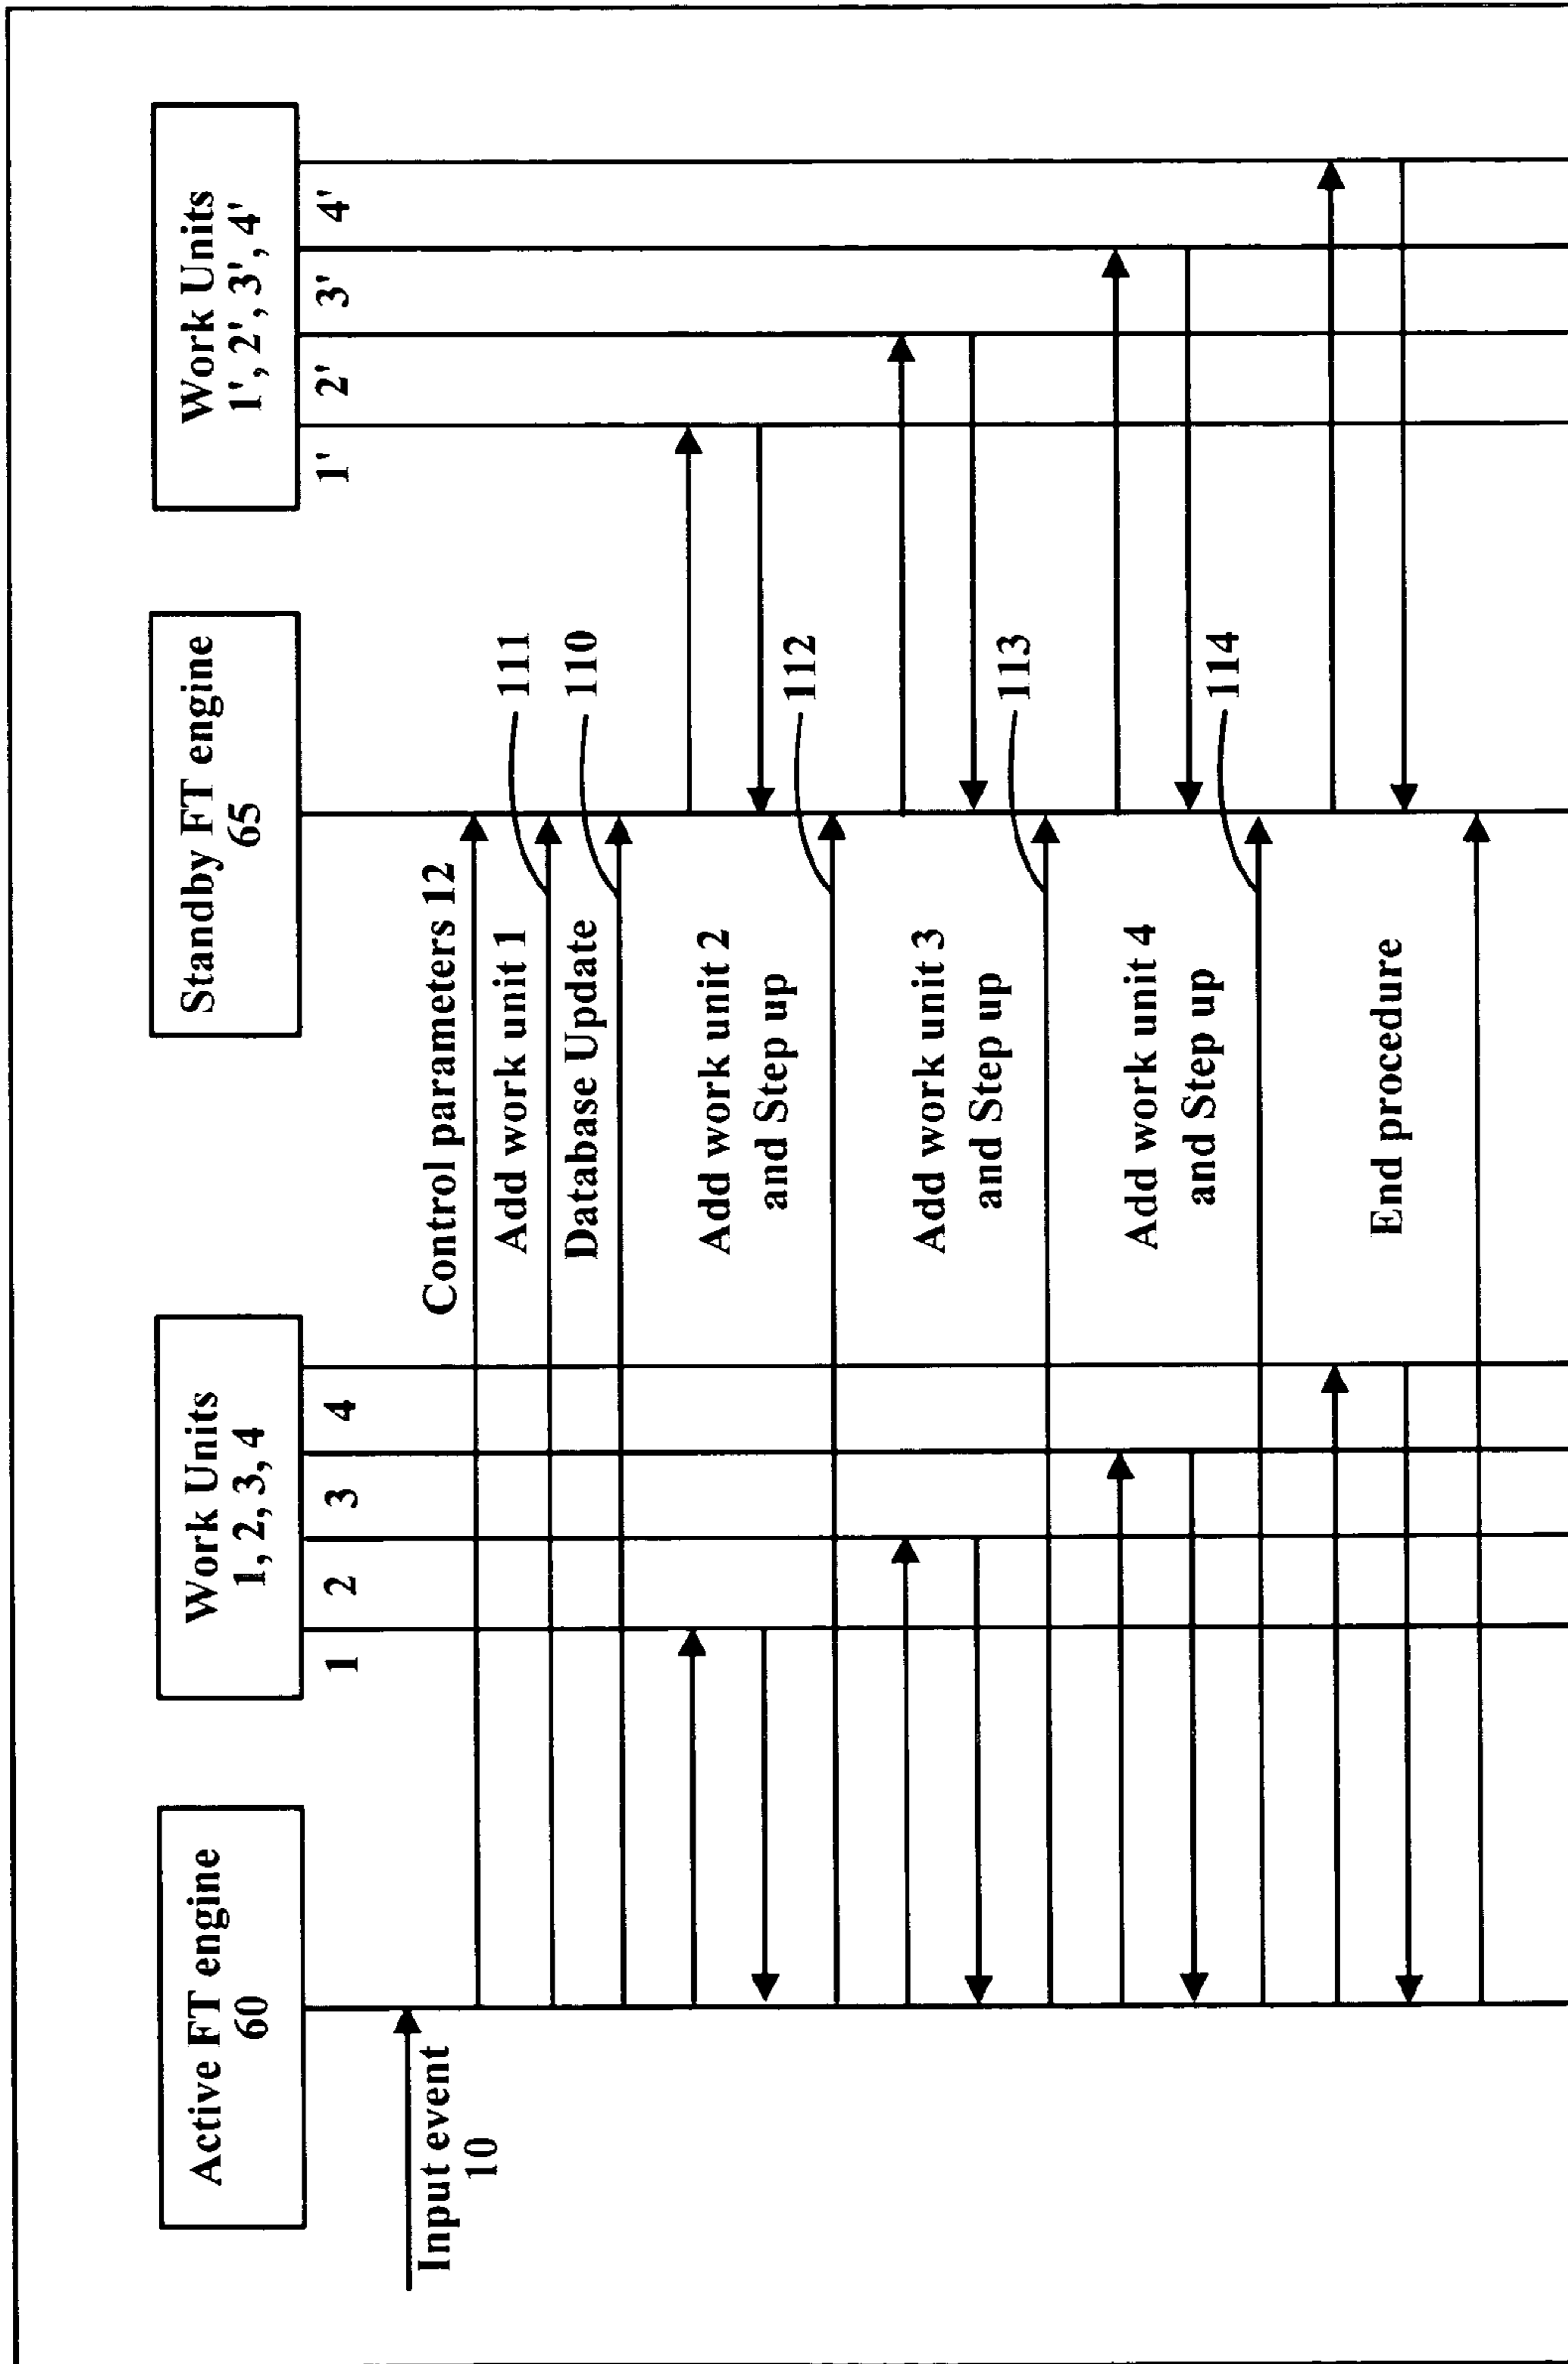 Active FT engine
60
Work Units
1, 2, 3, 4
Standby FT engine
65
Work Units
1', 2', 3', 4'
1
2
3
4
1'
2'
3'
4'
Input event
10
Control parameters 12
Add work unit 1
111
Database Update
110
Add work unit 2
and Step up
112
Add work unit 3
and Step up
113
Add work unit 4
and Step up
114
End procedure